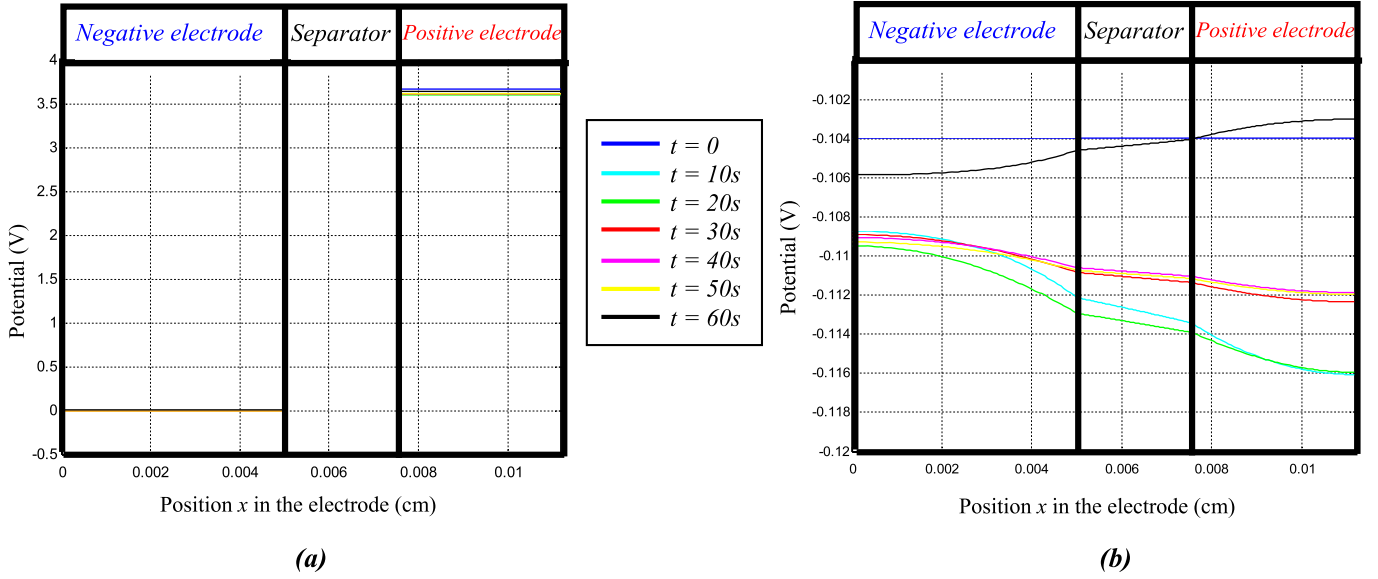 Negative electrode Separator Positive electrode
4
3.5
3
2.5
2
1.5
1
0.5
0
-0.5
Potential (V)
0 0.002 0.004 0.006 0.008 0.01
Position x in the electrode (cm)
(a)
t = 0
t = 10s
t = 20s
t = 30s
t = 40s
t = 50s
t = 60s
Negative electrode Separator Positive electrode
-0.102
-0.104
-0.106
-0.108
-0.11
-0.112
-0.114
-0.116
-0.118
-0.12
Potential (V)
0 0.002 0.004 0.006 0.008 0.01
Position x in the electrode (cm)
(b)